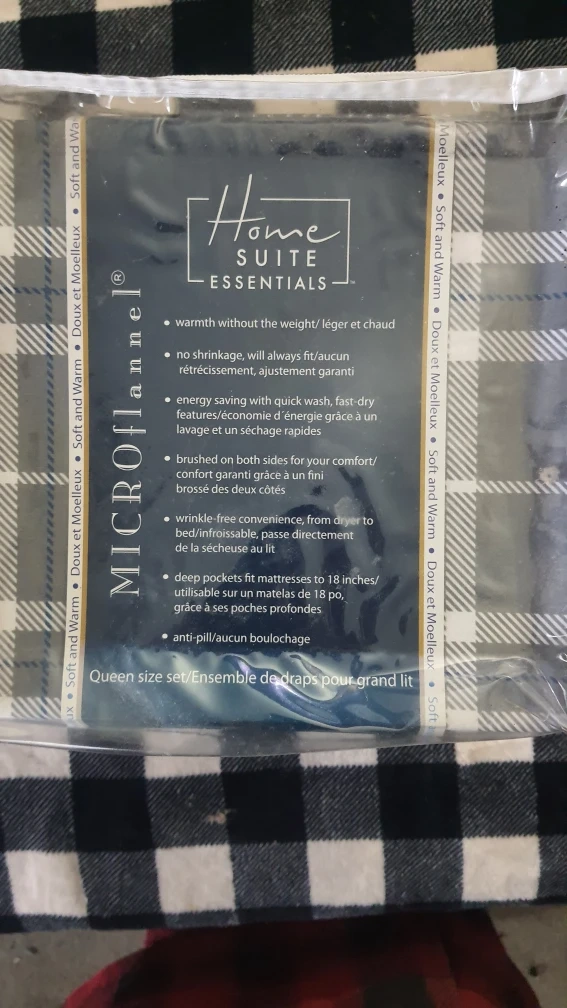 Home
SUITE
ESSENTIALS™
MICROflannel®
• warmth without the weight/ léger et chaud
• no shrinkage, will always fit/aucun
rétrécissement, ajustement garanti
• energy saving with quick wash, fast-dry
features/économie d´énergie grâce à un
lavage et un séchage rapides
• brushed on both sides for your comfort/
confort garanti grâce à un fini
brossé des deux côtés
• wrinkle-free convenience, from dryer to
bed/infroissable, passe directement
de la sécheuse au lit
• deep pockets fit mattresses to 18 inches/
utilisable sur un matelas de 18 po,
grâce à ses poches profondes
• anti-pill/aucun boulochage
Queen size set/Ensemble de draps pour grand lit
ux • Soft and Warm • Doux et Moelleux • Soft and Warm • Doux et Moelleux • Soft and Wa
Moelleux • Soft and Warm • Doux et Moelleux • Soft and Warm • Doux et Moelleux • Soft